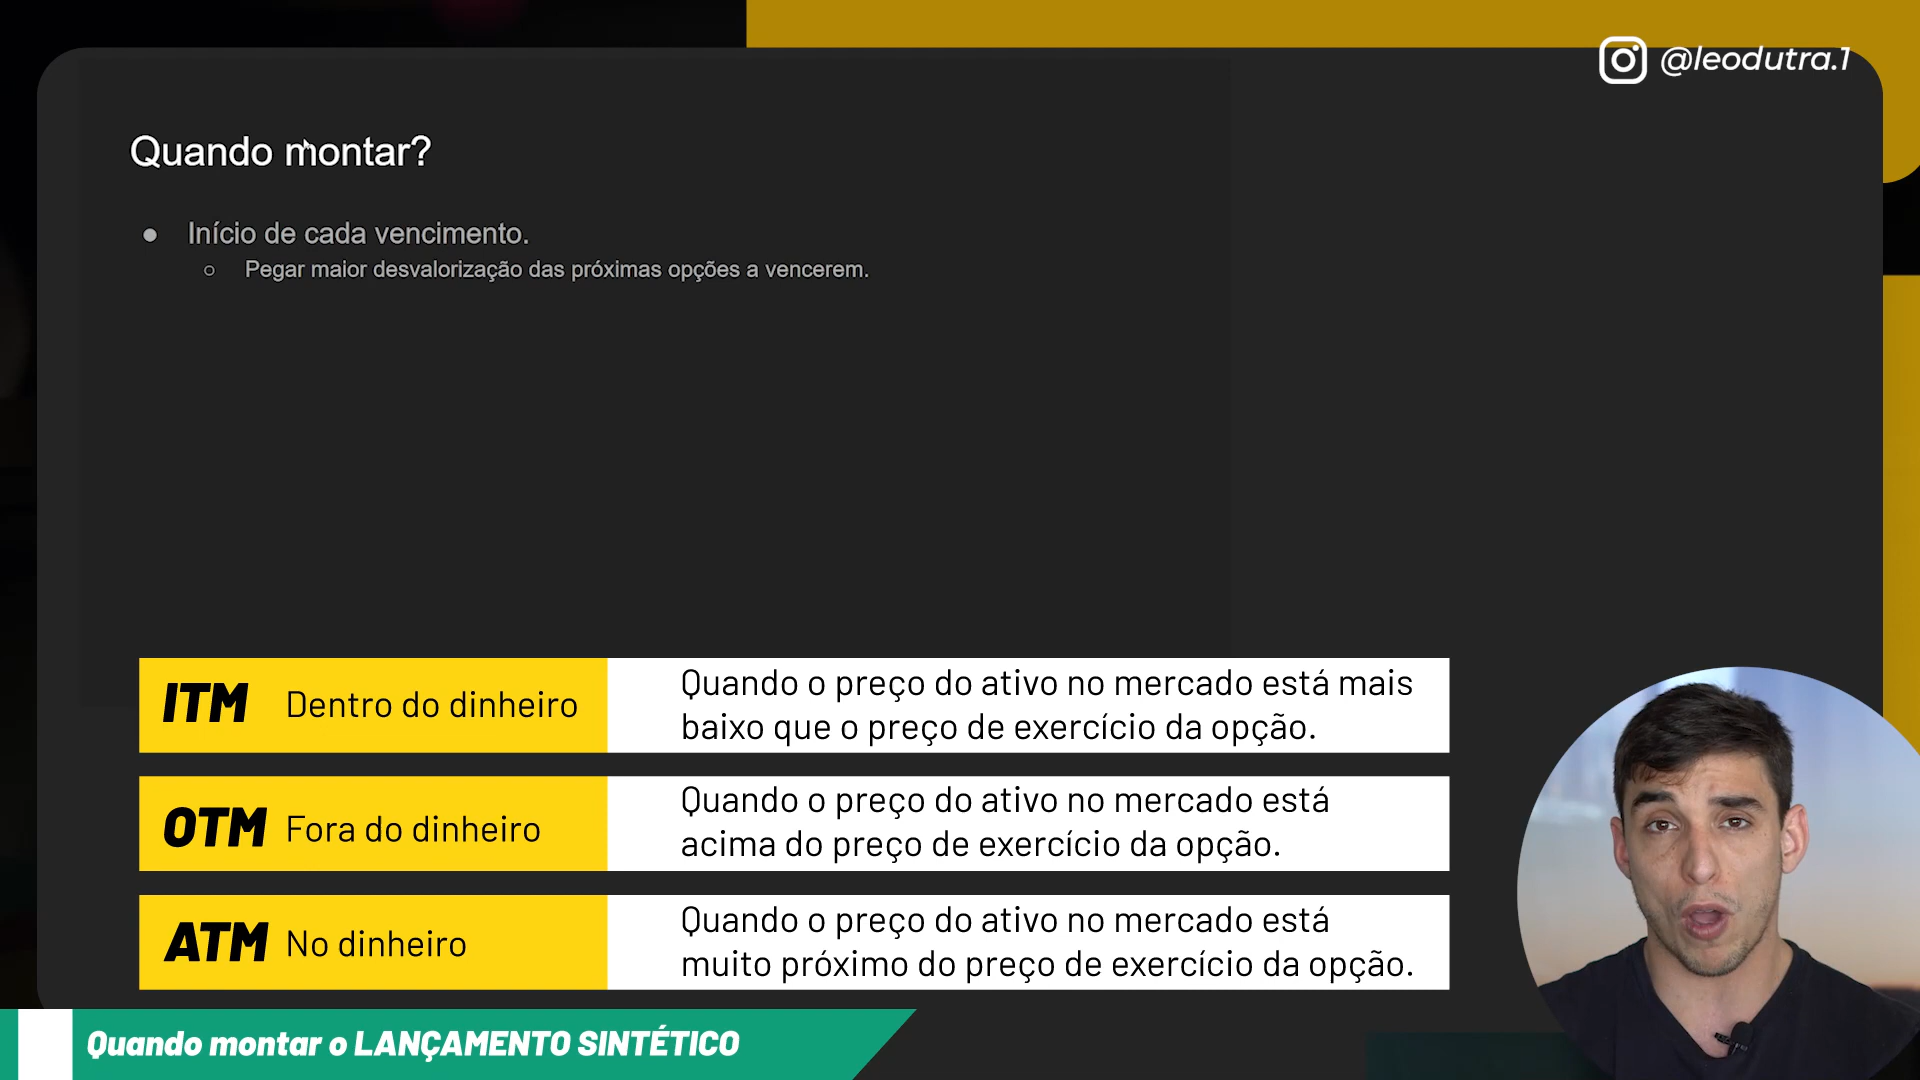 @leodutra.1
Quando montar?
● Início de cada vencimento.
○ Pegar maior desvalorização das próximas opções a vencerem.
ITM Dentro do dinheiro
Quando o preço do ativo no mercado está mais
baixo que o preço de exercício da opção.
OTM Fora do dinheiro
Quando o preço do ativo no mercado está
acima do preço de exercício da opção.
ATM No dinheiro
Quando o preço do ativo no mercado está
muito próximo do preço de exercício da opção.
Quando montar o LANÇAMENTO SINTÉTICO